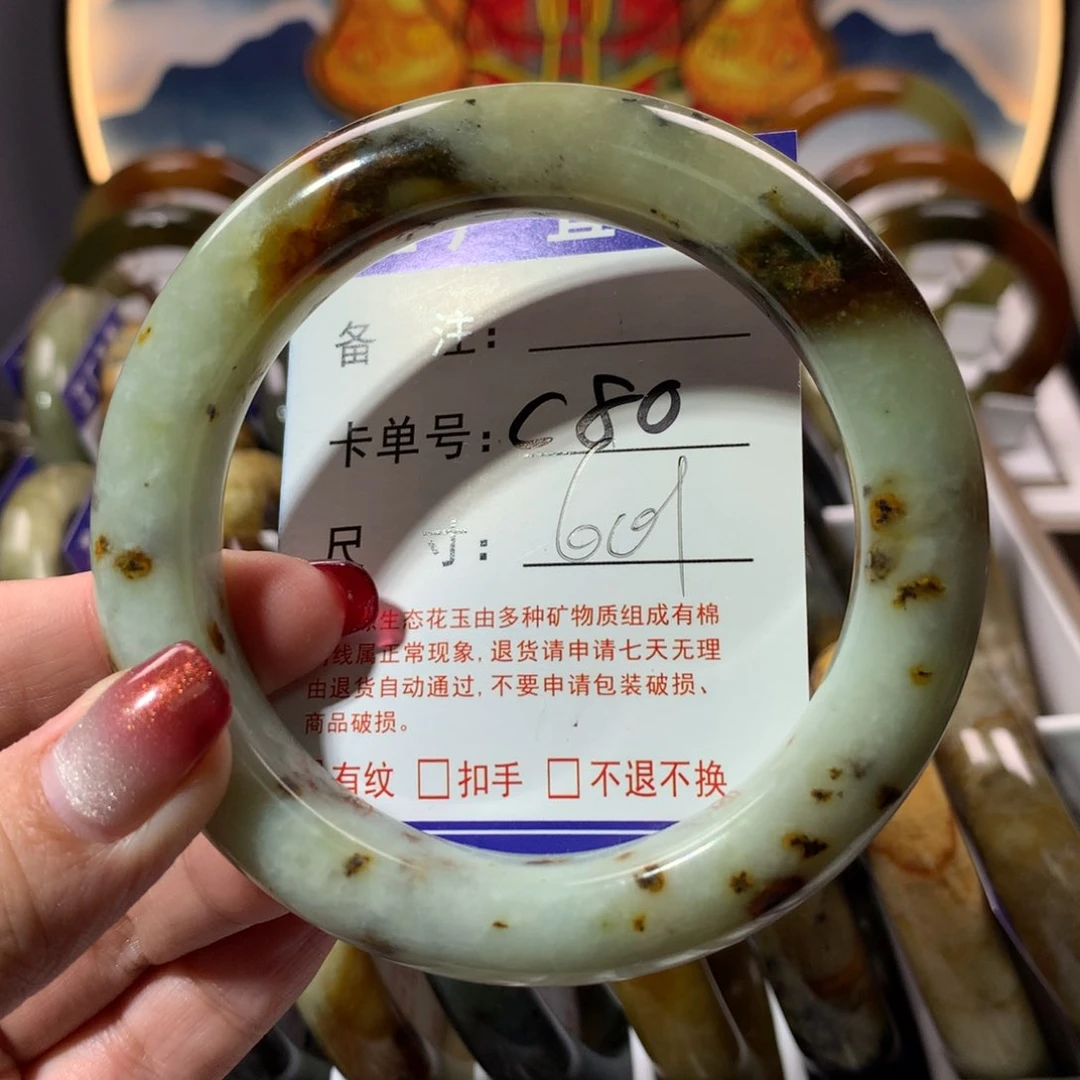 备 注:
卡单号: C80
尺 寸: 60
生态花玉由多种矿物质组成有棉
线属正常现象, 退货请申请七天无理
由退货自动通过, 不要申请包装破损、
商品破损。
有纹 □扣手 □不退不换